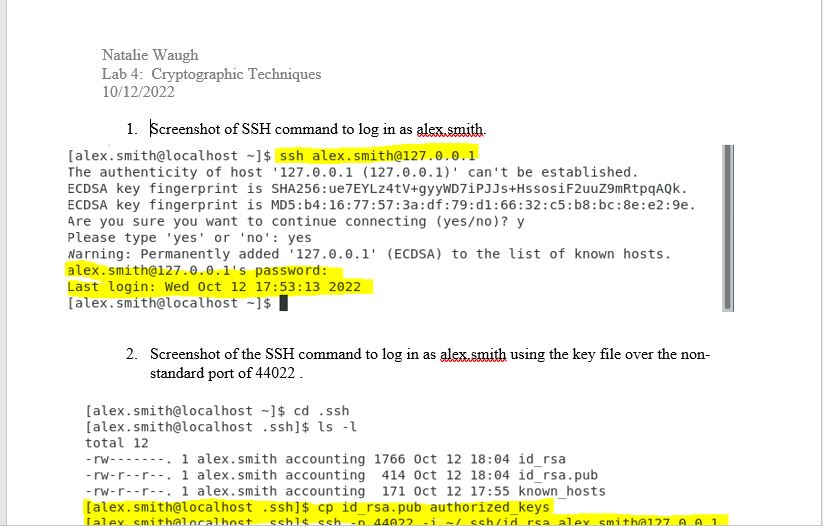 Natalie Waugh
Lab 4:  Cryptographic Techniques
10/12/2022
1. Screenshot of SSH command to log in as alex.smith.
[alex.smith@localhost ~]$ ssh alex.smith@127.0.0.1
The authenticity of host '127.0.0.1 (127.0.0.1)' can't be established.
ECDSA key fingerprint is SHA256:ue7EYLz4tV+gyyWD7iPJJs+HssosiF2uuZ9mRtpqAQk.
ECDSA key fingerprint is MD5:b4:16:77:57:3a:df:79:d1:66:32:c5:b8:bc:8e:e2:9e.
Are you sure you want to continue connecting (yes/no)? y
Please type 'yes' or 'no': yes
Warning: Permanently added '127.0.0.1' (ECDSA) to the list of known hosts.
alex.smith@127.0.0.1's password:
Last login: Wed Oct 12 17:53:13 2022
[alex.smith@localhost ~]$
2. Screenshot of the SSH command to log in as alex.smith using the key file over the non-
standard port of 44022 .
[alex.smith@localhost ~]$ cd .ssh
[alex.smith@localhost .ssh]$ ls -l
total 12
-rw-------. 1 alex.smith accounting 1766 Oct 12 18:04 id_rsa
-rw-r--r--. 1 alex.smith accounting  414 Oct 12 18:04 id_rsa.pub
-rw-r--r--. 1 alex.smith accounting  171 Oct 12 17:55 known_hosts
[alex.smith@localhost .ssh]$ cp id_rsa.pub authorized_keys
[alex.smith@localhost .ssh]$ ssh -p 44022 -i ~/.ssh/id_rsa alex.smith@127.0.0.1